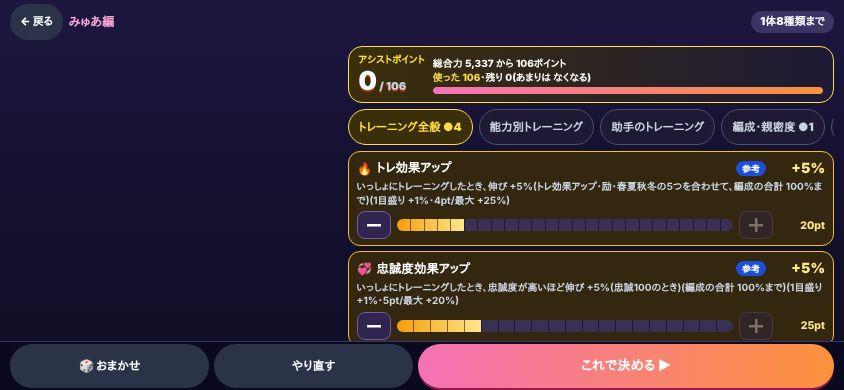 ← 戻る
みゅあ編
1体8種類まで
アシストポイント
0 / 106
総合力 5,337 から 106ポイント
使った 106・残り 0(あまりは なくなる)
トレーニング全般 ●4
能力別トレーニング
助手のトレーニング
編成・親密度 ●1
🔥 トレ効果アップ
参考
+5%
いっしょにトレーニングしたとき、伸び +5%(トレ効果アップ・励・春夏秋冬の5つを合わせて、編成の合計 100%ま
で)(1目盛り +1%・4pt/最大 +25%)
−
+
20pt
💞 忠誠度効果アップ
参考
+5%
いっしょにトレーニングしたとき、忠誠度が高いほど伸び +5%(忠誠100のとき)(編成の合計 100%まで)(1目盛り
+1%・5pt/最大 +20%)
−
+
25pt
🎲 おまかせ
やり直す
これで決める ▶